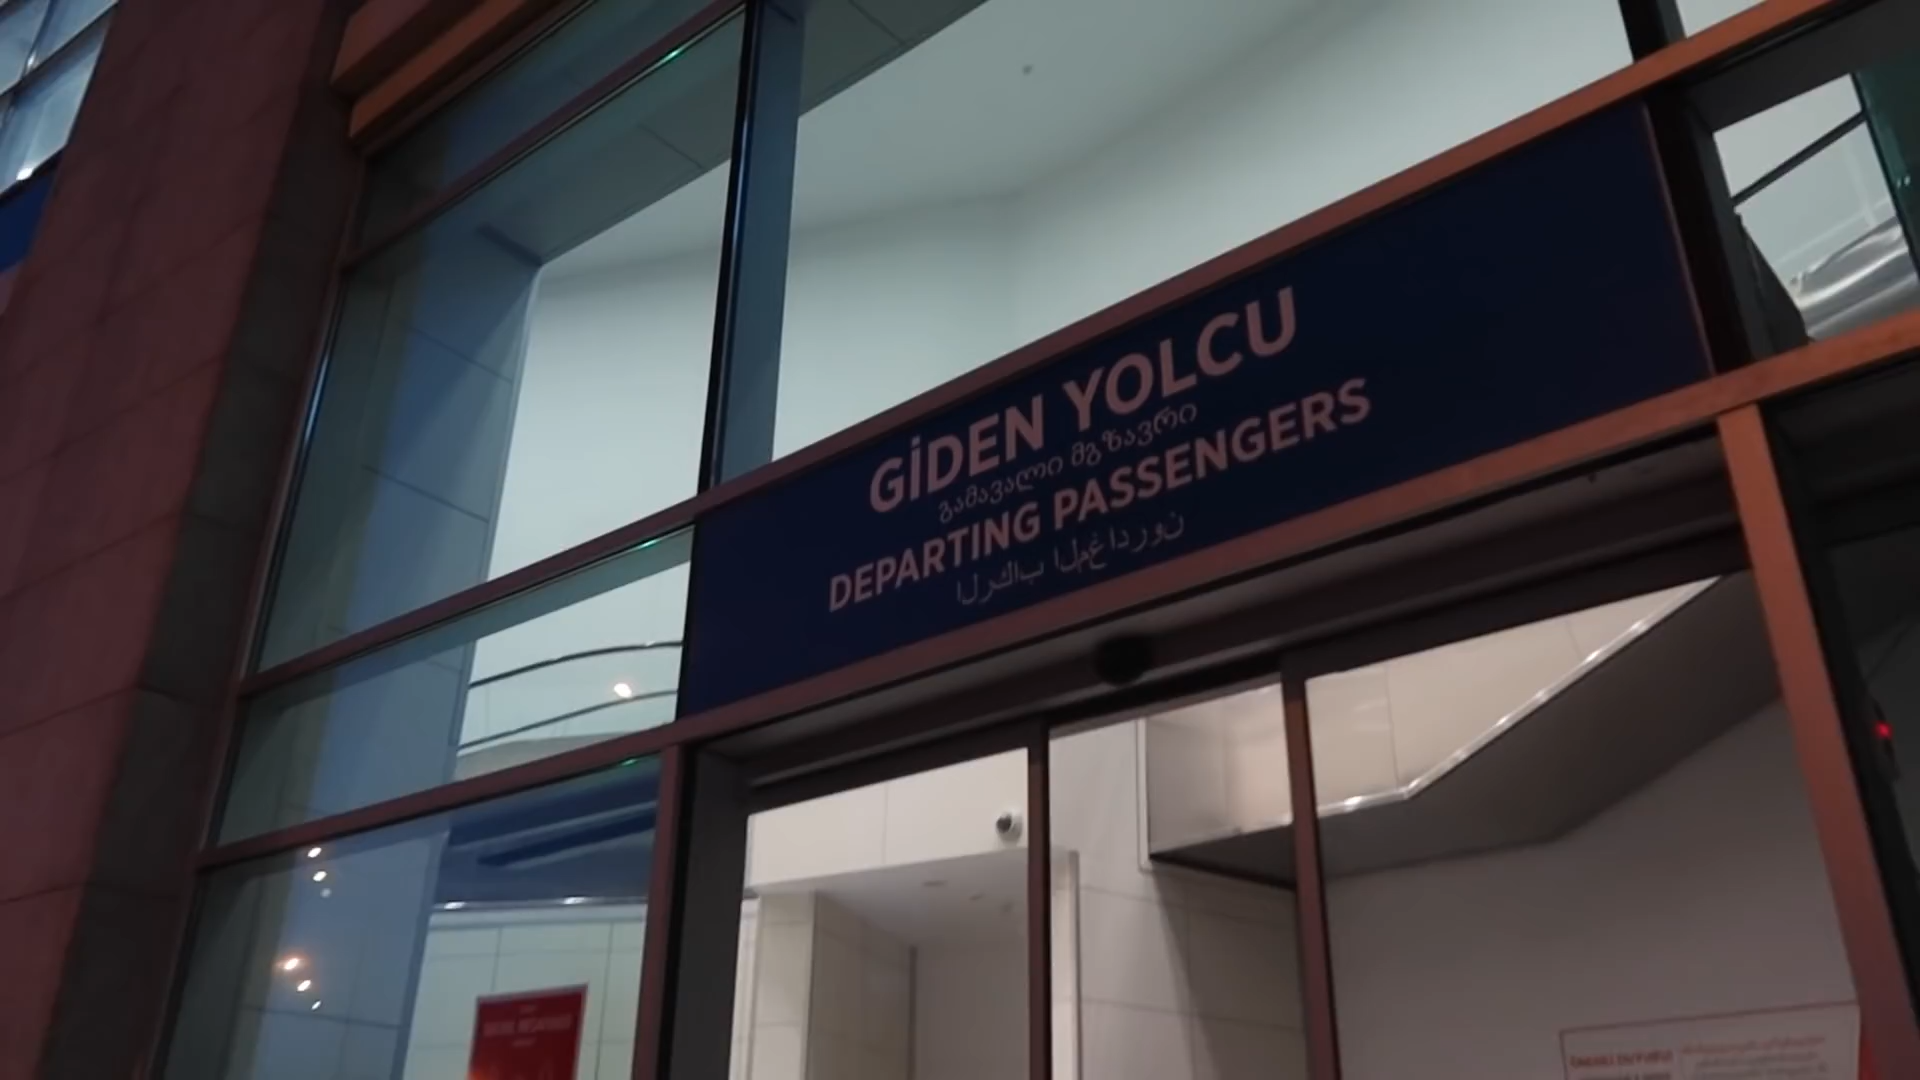 GİDEN YOLCU
გამავალი მგზავრი
DEPARTING PASSENGERS
الركاب المغادرون